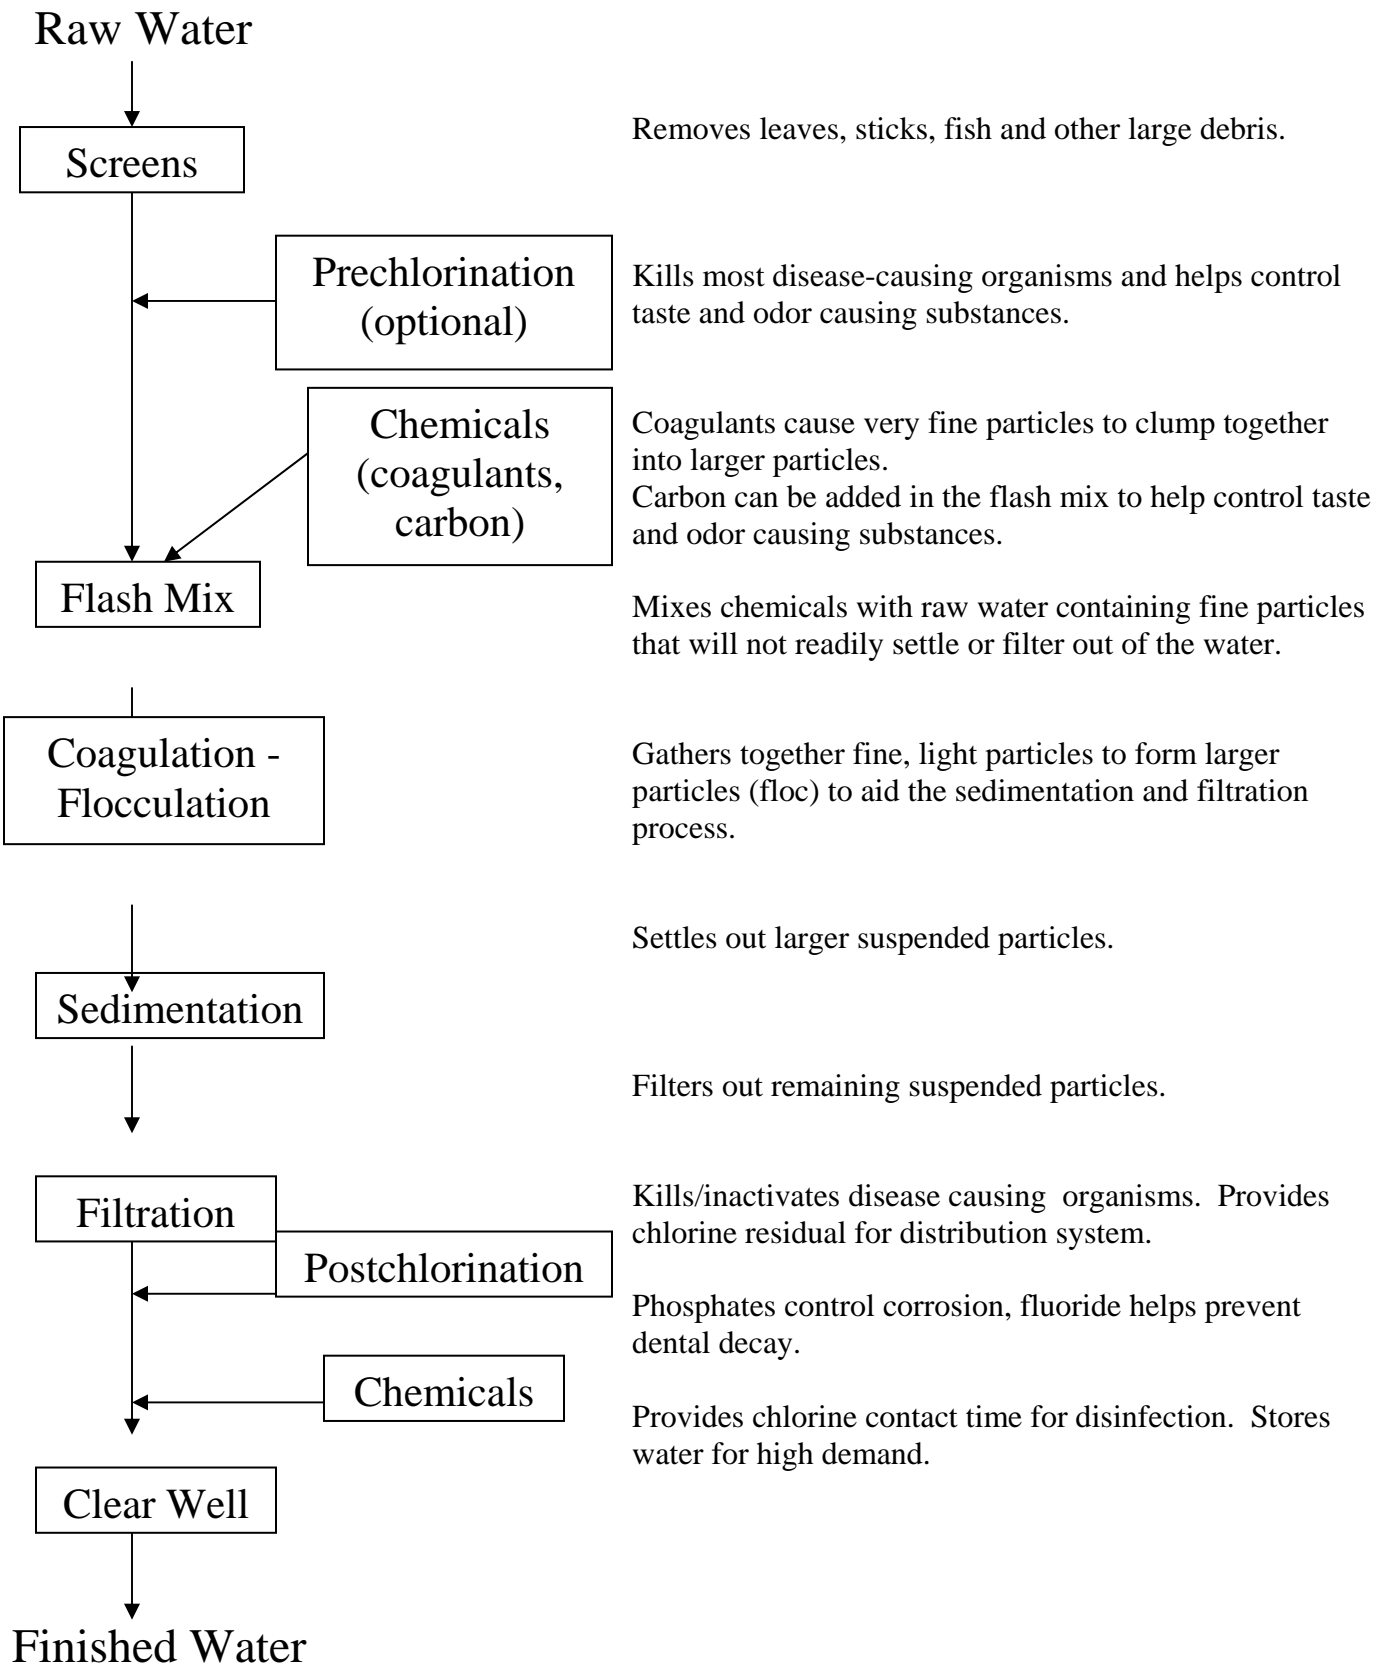 Raw Water
Screens
Removes leaves, sticks, fish and other large debris.
Prechlorination
(optional)
Kills most disease-causing organisms and helps control
taste and odor causing substances.
Chemicals
(coagulants,
carbon)
Coagulants cause very fine particles to clump together
into larger particles.
Carbon can be added in the flash mix to help control taste
and odor causing substances.
Flash Mix
Mixes chemicals with raw water containing fine particles
that will not readily settle or filter out of the water.
Coagulation -
Flocculation
Gathers together fine, light particles to form larger
particles (floc) to aid the sedimentation and filtration
process.
Sedimentation
Settles out larger suspended particles.
Filtration
Filters out remaining suspended particles.
Postchlorination
Kills/inactivates disease causing  organisms.  Provides
chlorine residual for distribution system.
Chemicals
Phosphates control corrosion, fluoride helps prevent
dental decay.
Clear Well
Provides chlorine contact time for disinfection.  Stores
water for high demand.
Finished Water